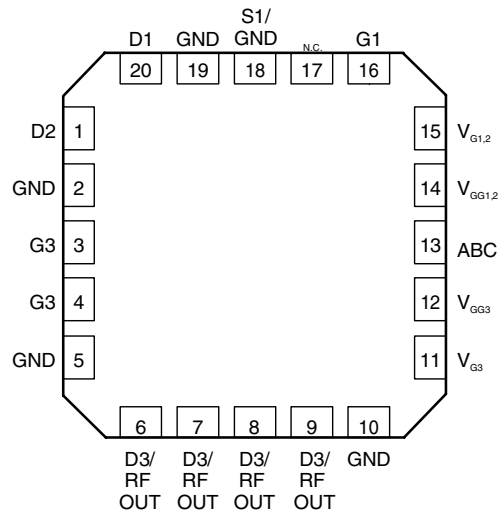 S1/
D1 GND GND N.C. G1
20 19 18 17 16
D2 1 15 VG1,2
GND 2 14 VGG1,2
G3 3 13 ABC
G3 4 12 VGG3
GND 5 11 VG3
6 7 8 9 10
D3/ D3/ D3/ D3/ GND
RF RF RF RF
OUT OUT OUT OUT